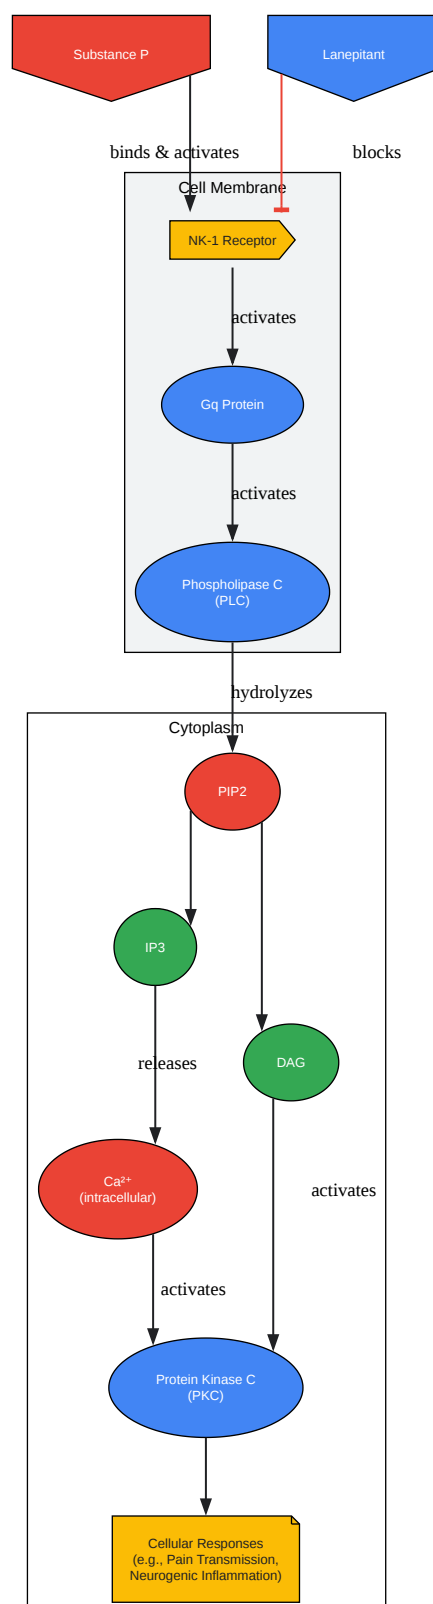 Substance P
Lanepitant
binds & activates
blocks
Cell Membrane
NK-1 Receptor
activates
Gq Protein
activates
Phospholipase C
(PLC)
hydrolyzes
Cytoplasm
PIP2
IP3
DAG
releases
Ca²⁺
(intracellular)
activates
activates
Protein Kinase C
(PKC)
Cellular Responses
(e.g., Pain Transmission,
Neurogenic Inflammation)